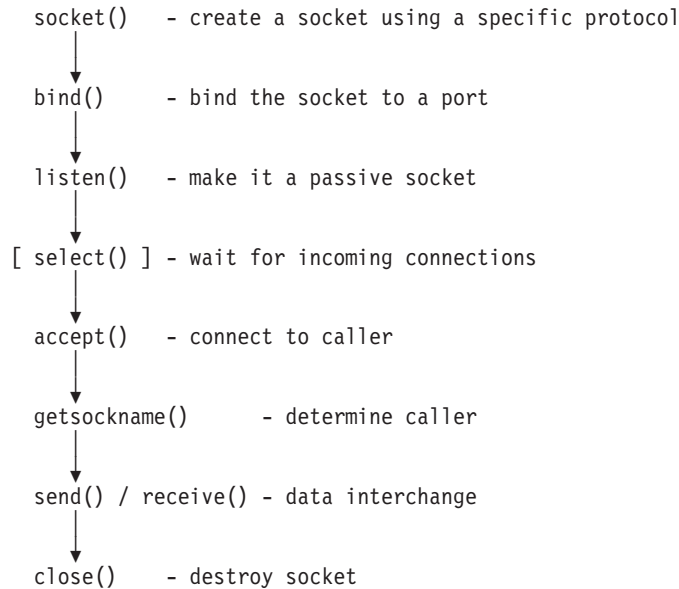 socket() - create a socket using a specific protocol
bind() - bind the socket to a port
listen() - make it a passive socket
[ select() ] - wait for incoming connections
accept() - connect to caller
getsockname() - determine caller
send() / receive() - data interchange
close() - destroy socket